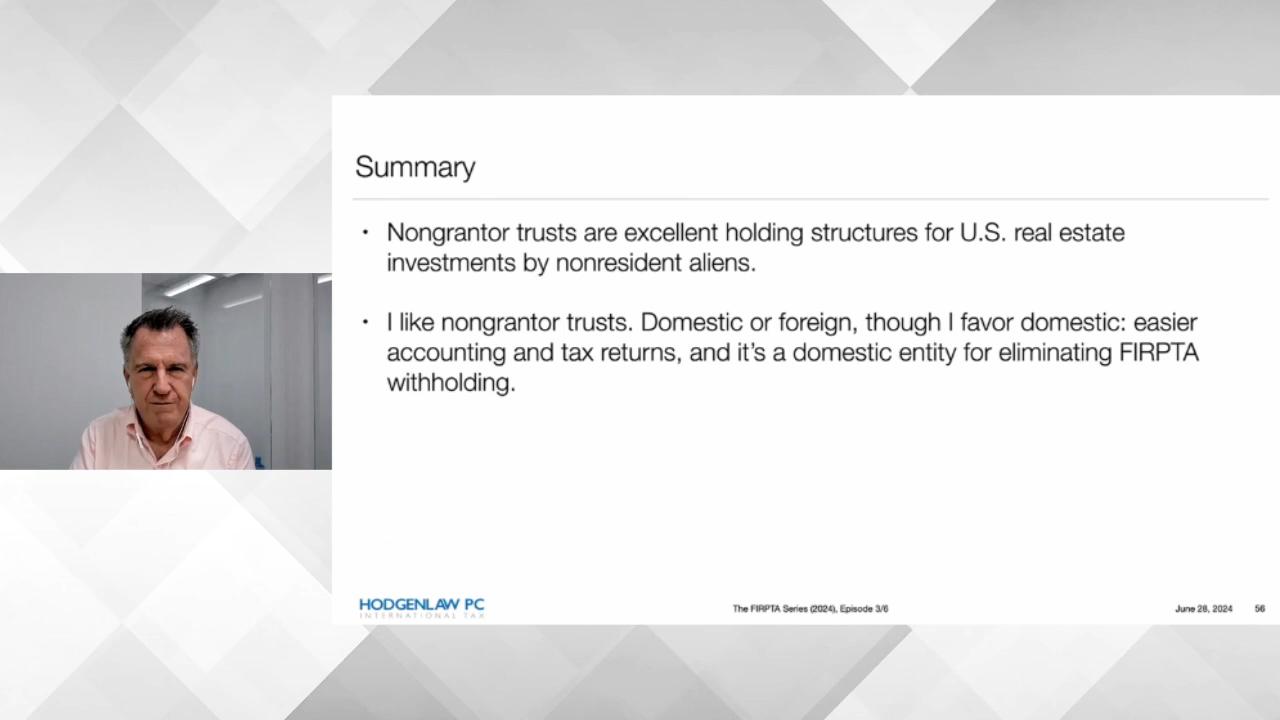 Summary
• Nongrantor trusts are excellent holding structures for U.S. real estate
investments by nonresident aliens.
• I like nongrantor trusts. Domestic or foreign, though I favor domestic: easier
accounting and tax returns, and it’s a domestic entity for eliminating FIRPTA
withholding.
HODGENLAW PC
INTERNATIONAL TAX
The FIRPTA Series (2024), Episode 3/6
June 28, 2024 56